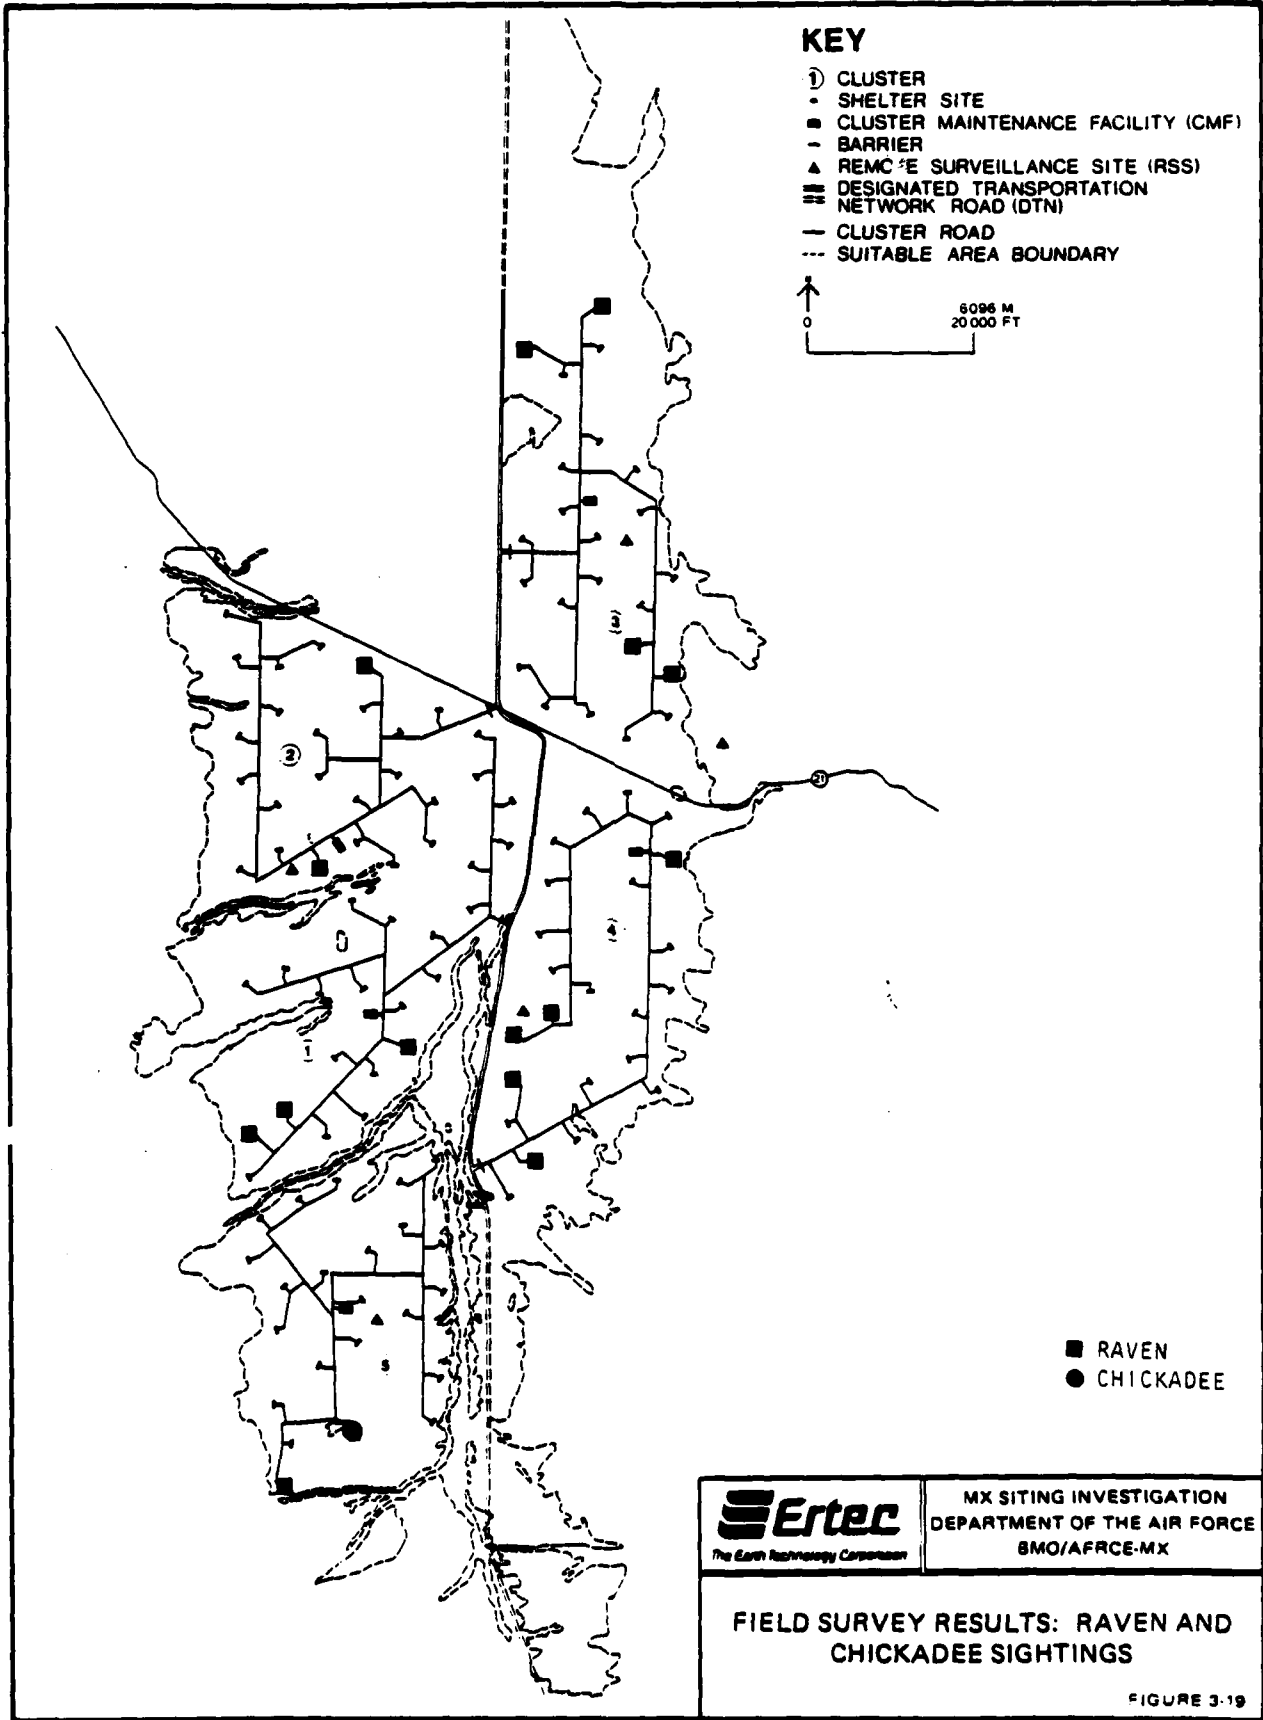 KEY
① CLUSTER
SHELTER SITE
CLUSTER MAINTENANCE FACILITY (CMF)
BARRIER
REMC E SURVEILLANCE SITE (RSS)
DESIGNATED TRANSPORTATION
NETWORK ROAD (DTN)
CLUSTER ROAD
SUITABLE AREA BOUNDARY
N
0
6096 M
20000 FT
3
2
21
4
1
5
RAVEN
CHICKADEE
Ertec
The Earth Technology Corporation
MX SITING INVESTIGATION
DEPARTMENT OF THE AIR FORCE
BMO/AFRCE-MX
FIELD SURVEY RESULTS: RAVEN AND
CHICKADEE SIGHTINGS
FIGURE 3-19